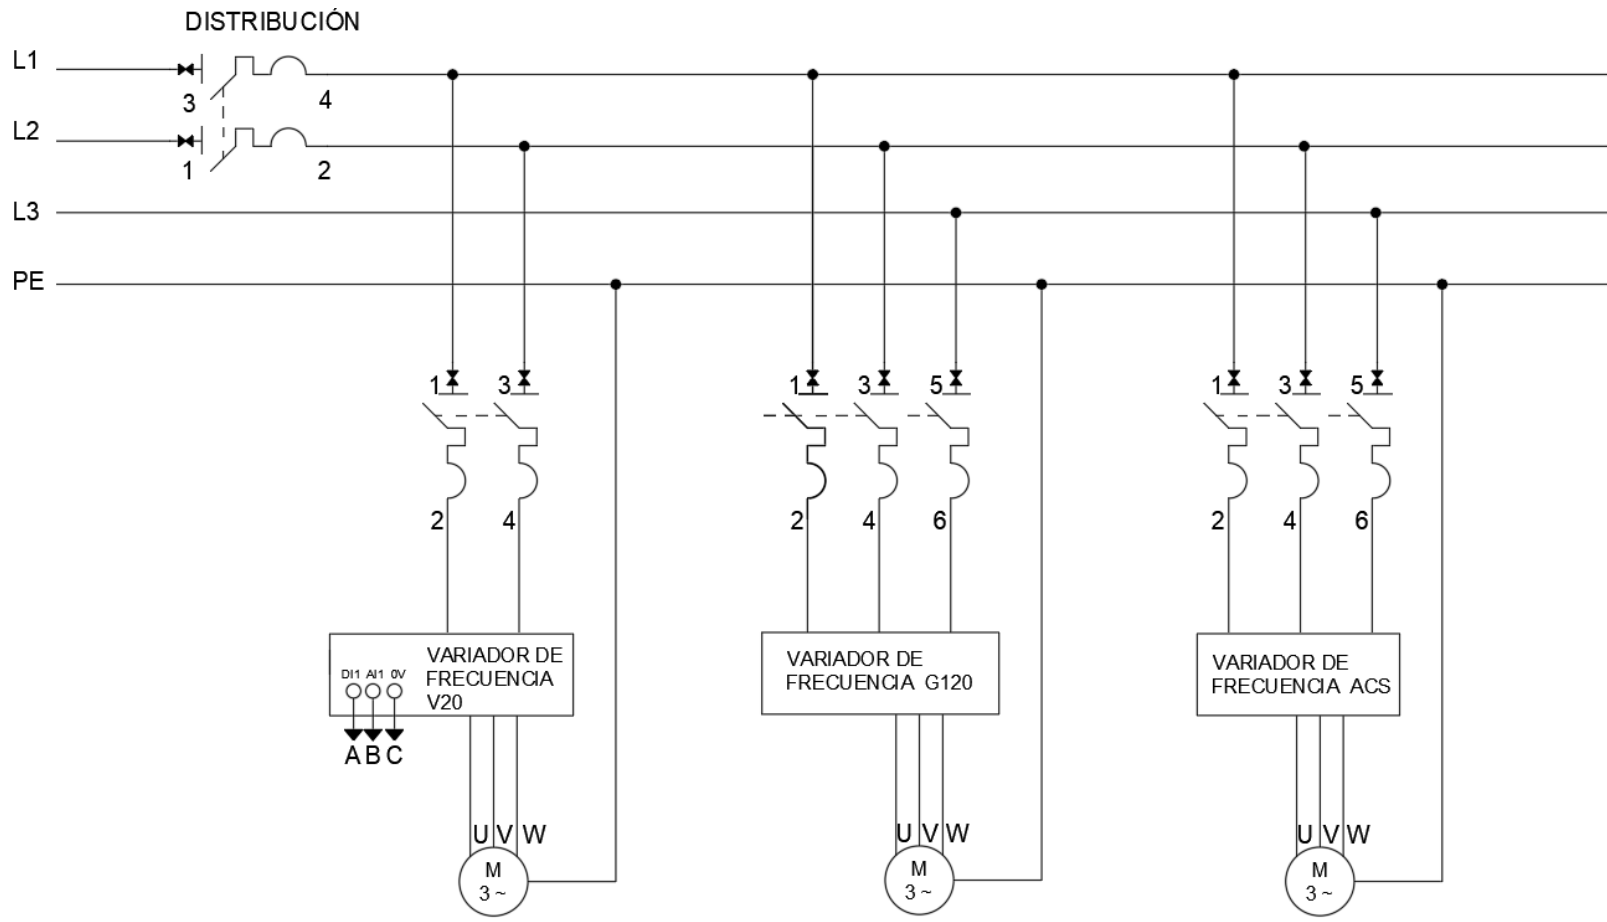 DISTRIBUCIÓN
L1
3 4
L2
1 2
L3
PE
1 3 1 3 5 1 3 5
2 4 2 4 6 2 4 6
VARIADOR DE
FRECUENCIA
V20
DI1 AI1 0V
A B C
VARIADOR DE
FRECUENCIA G120
VARIADOR DE
FRECUENCIA ACS
U V W U V W U V W
M M M
3 ~ 3 ~ 3 ~